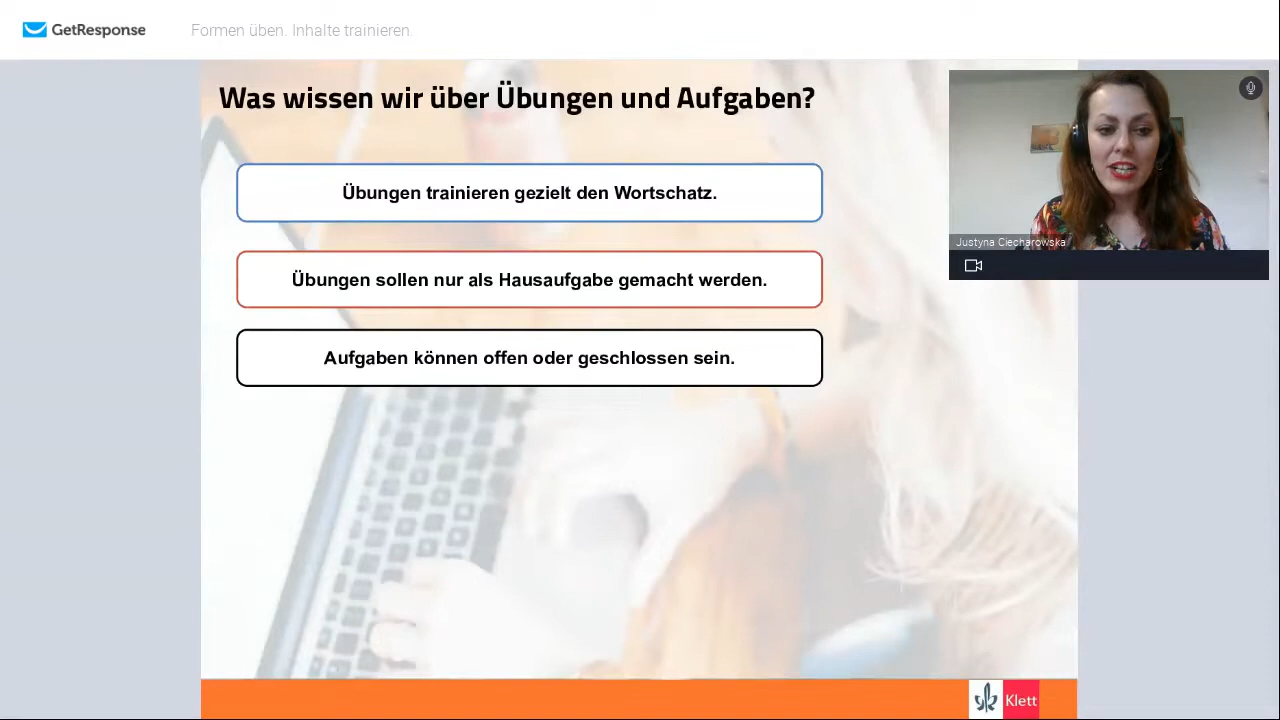 GetResponse
Formen üben. Inhalte trainieren.
Was wissen wir über Übungen und Aufgaben?
Übungen trainieren gezielt den Wortschatz.
Justyna Ciecharowska
Übungen sollen nur als Hausaufgabe gemacht werden.
Aufgaben können offen oder geschlossen sein.
Klett